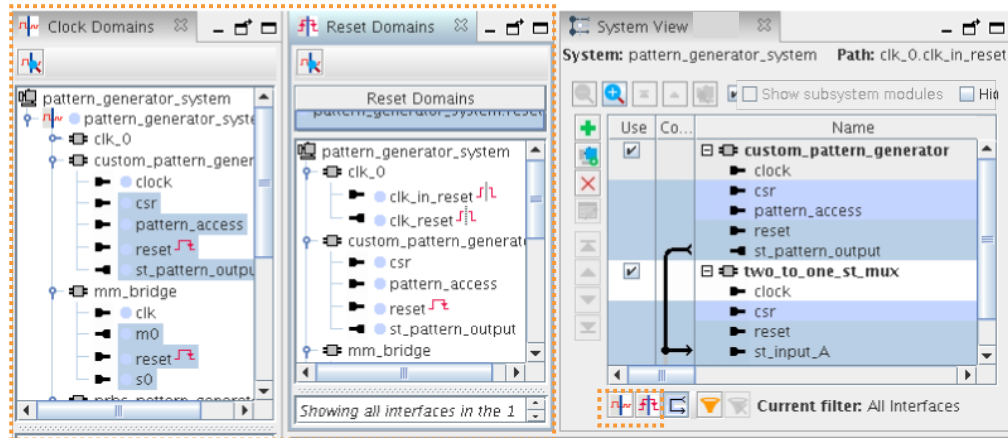 Clock Domains
pattern_generator_system
pattern_generator_syste
clk_0
custom_pattern_gener
clock
csr
pattern_access
reset
st_pattern_outpu
mm_bridge
clk
m0
reset
s0
Reset Domains
Reset Domains
pattern_generator_system.reset
pattern_generator_system
clk_0
clk_in_reset
clk_reset
custom_pattern_generat
csr
pattern_access
reset
st_pattern_output
mm_bridge
Showing all interfaces in the 1
System View
System: pattern_generator_system Path: clk_0.clk_in_reset
Show subsystem modules Hid
Use Co... Name
custom_pattern_generator
clock
csr
pattern_access
reset
st_pattern_output
two_to_one_st_mux
clock
csr
reset
st_input_A
Current filter: All Interfaces